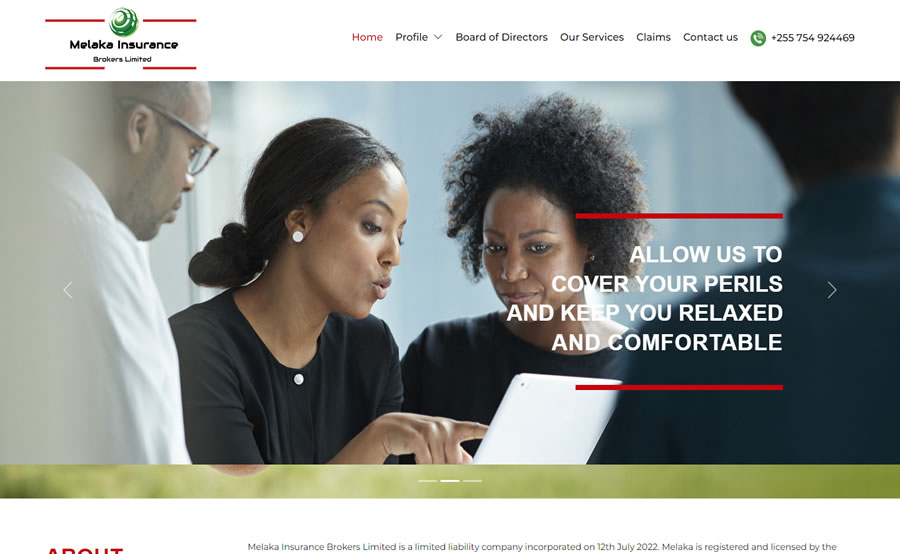 Melaka Insurance
Brokers Limited
Home Profile Board of Directors Our Services Claims Contact us +255 754 924469
ALLOW US TO
COVER YOUR PERILS
AND KEEP YOU RELAXED
AND COMFORTABLE
ABOUT
Melaka Insurance Brokers Limited is a limited liability company incorporated on 12th July 2022. Melaka is registered and licensed by the